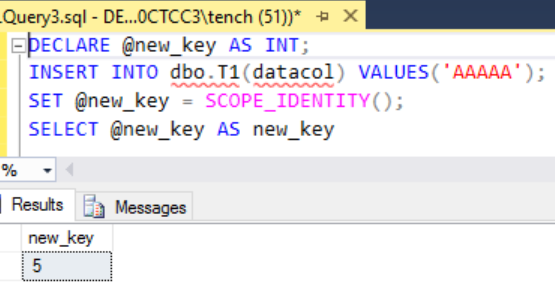 LQuery3.sql - DE...0CTCC3\tench (51))*
DECLARE @new_key AS INT;
INSERT INTO dbo.T1(datacol) VALUES('AAAAA');
SET @new_key = SCOPE_IDENTITY();
SELECT @new_key AS new_key
%
Results Messages
new_key
5